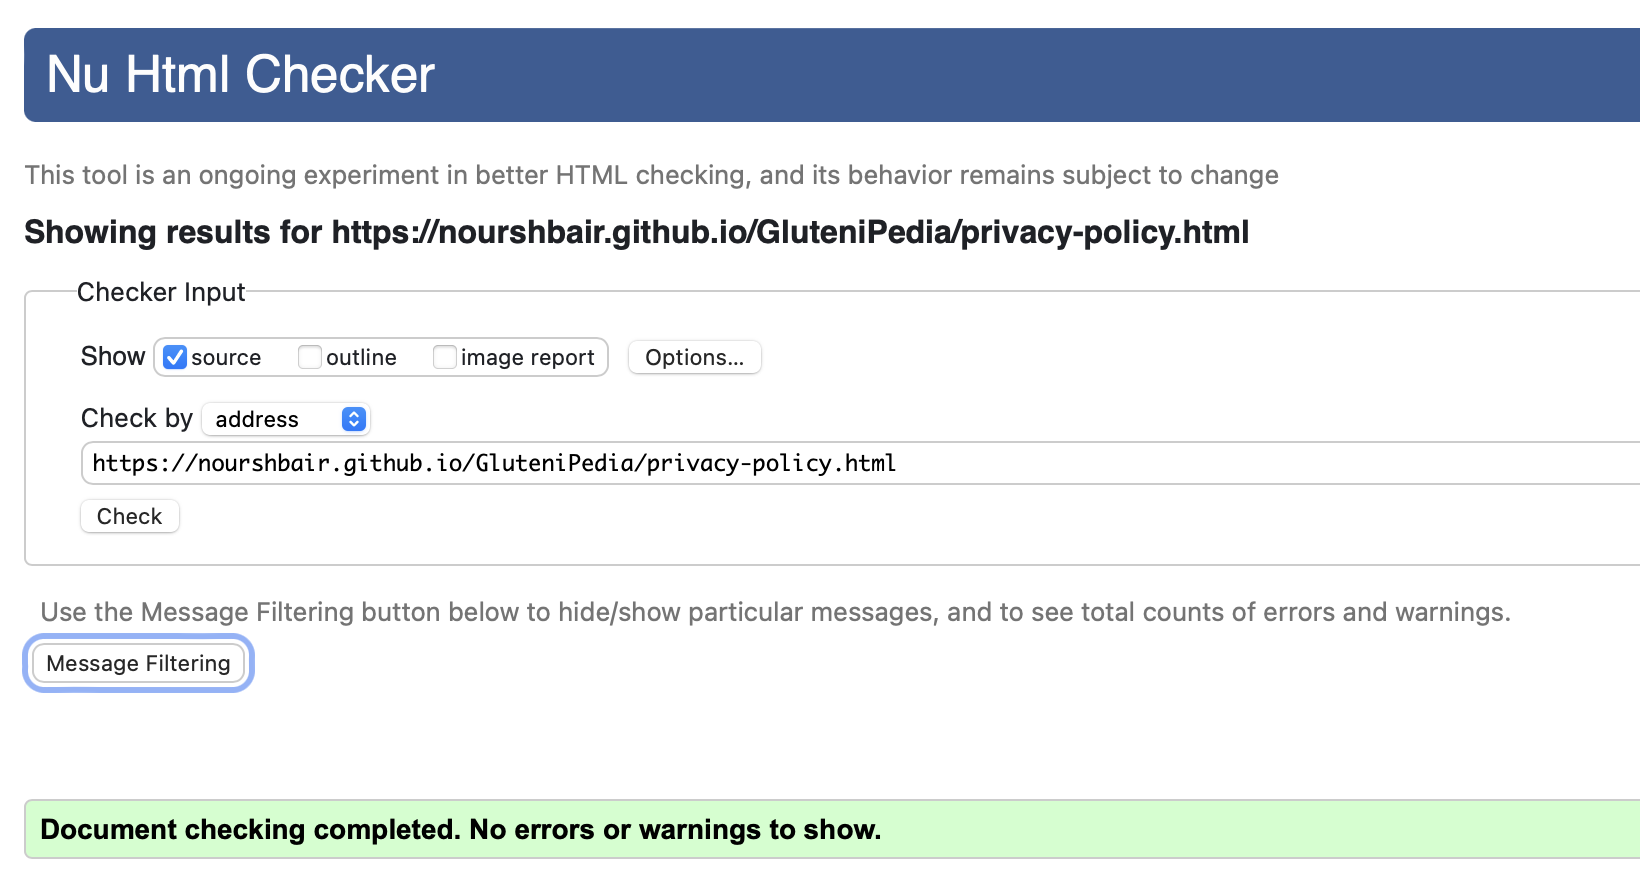 Nu Html Checker
This tool is an ongoing experiment in better HTML checking, and its behavior remains subject to change
Showing results for https://nourshbair.github.io/GluteniPedia/privacy-policy.html
Checker Input
Show source outline image report Options...
Check by address
https://nourshbair.github.io/GluteniPedia/privacy-policy.html
Check
Use the Message Filtering button below to hide/show particular messages, and to see total counts of errors and warnings.
Message Filtering
Document checking completed. No errors or warnings to show.